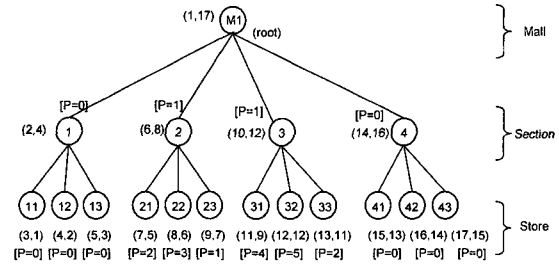 (1,17) M1 (root) Mall
[P=0] [P=1] [P=1] [P=0]
(2,4) 1 (6,8) 2 (10,12) 3 (14,16) 4 Section
11 12 13 21 22 23 31 32 33 41 42 43 Store
(3,1) (4,2) (5,3) (7,5) (8,6) (9,7) (11,9) (12,12) (13,11) (15,13) (16,14) (17,15)
[P=0] [P=0] [P=0] [P=2] [P=3] [P=1] [P=4] [P=5] [P=2] [P=0] [P=0] [P=0]